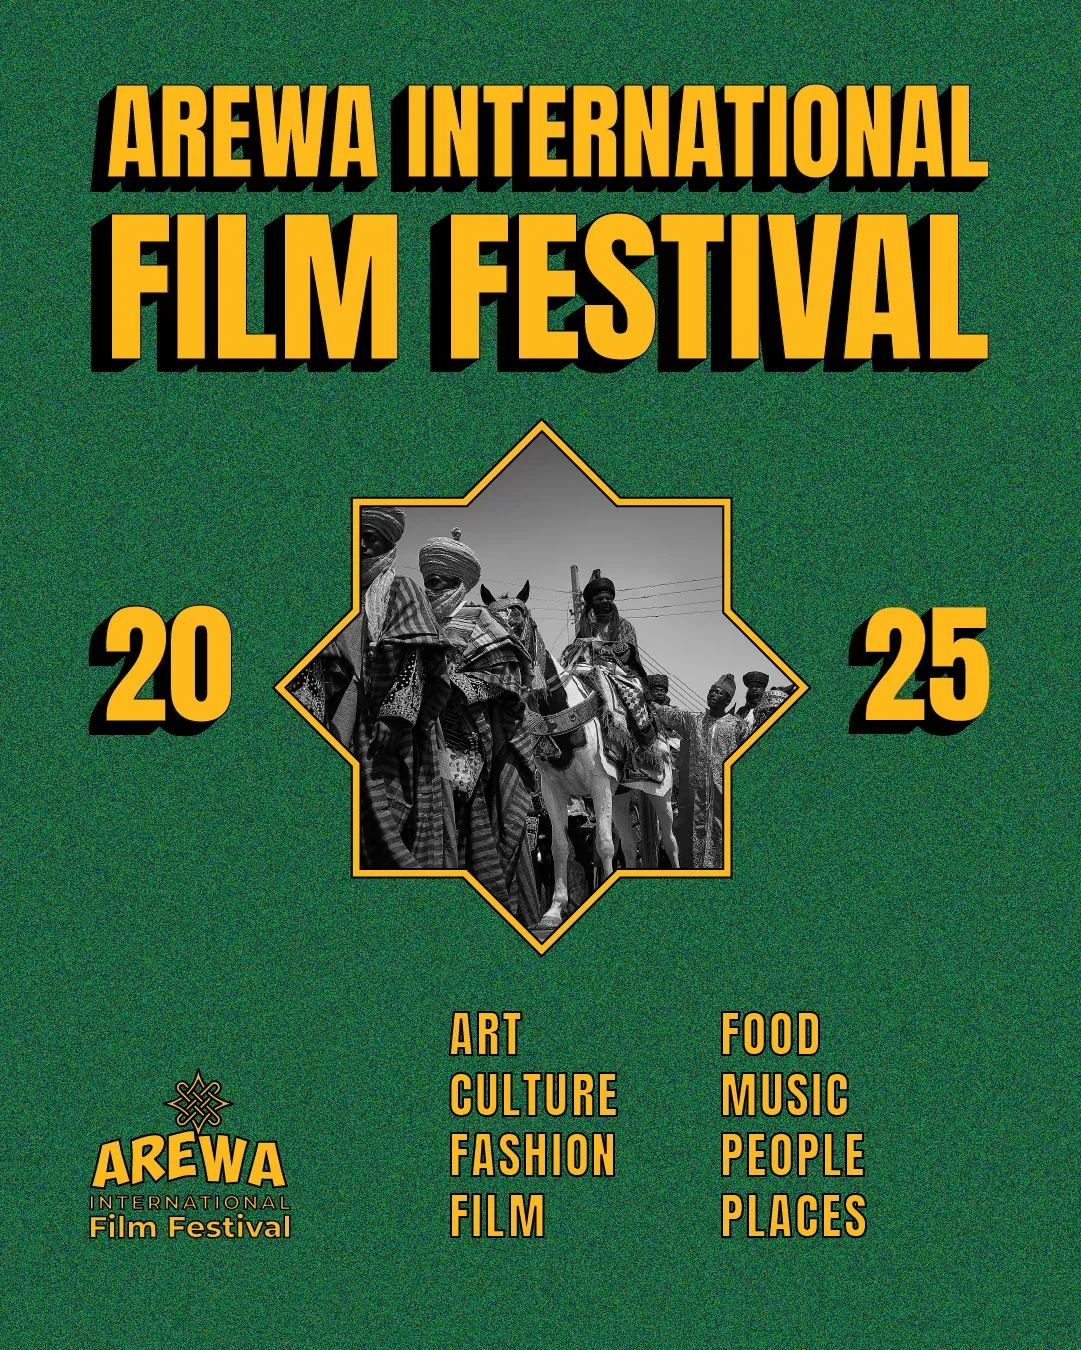 AREWA INTERNATIONAL
FILM FESTIVAL
20 25
ART
CULTURE
FASHION
FILM
FOOD
MUSIC
PEOPLE
PLACES
AREWA
INTERNATIONAL
Film Festival